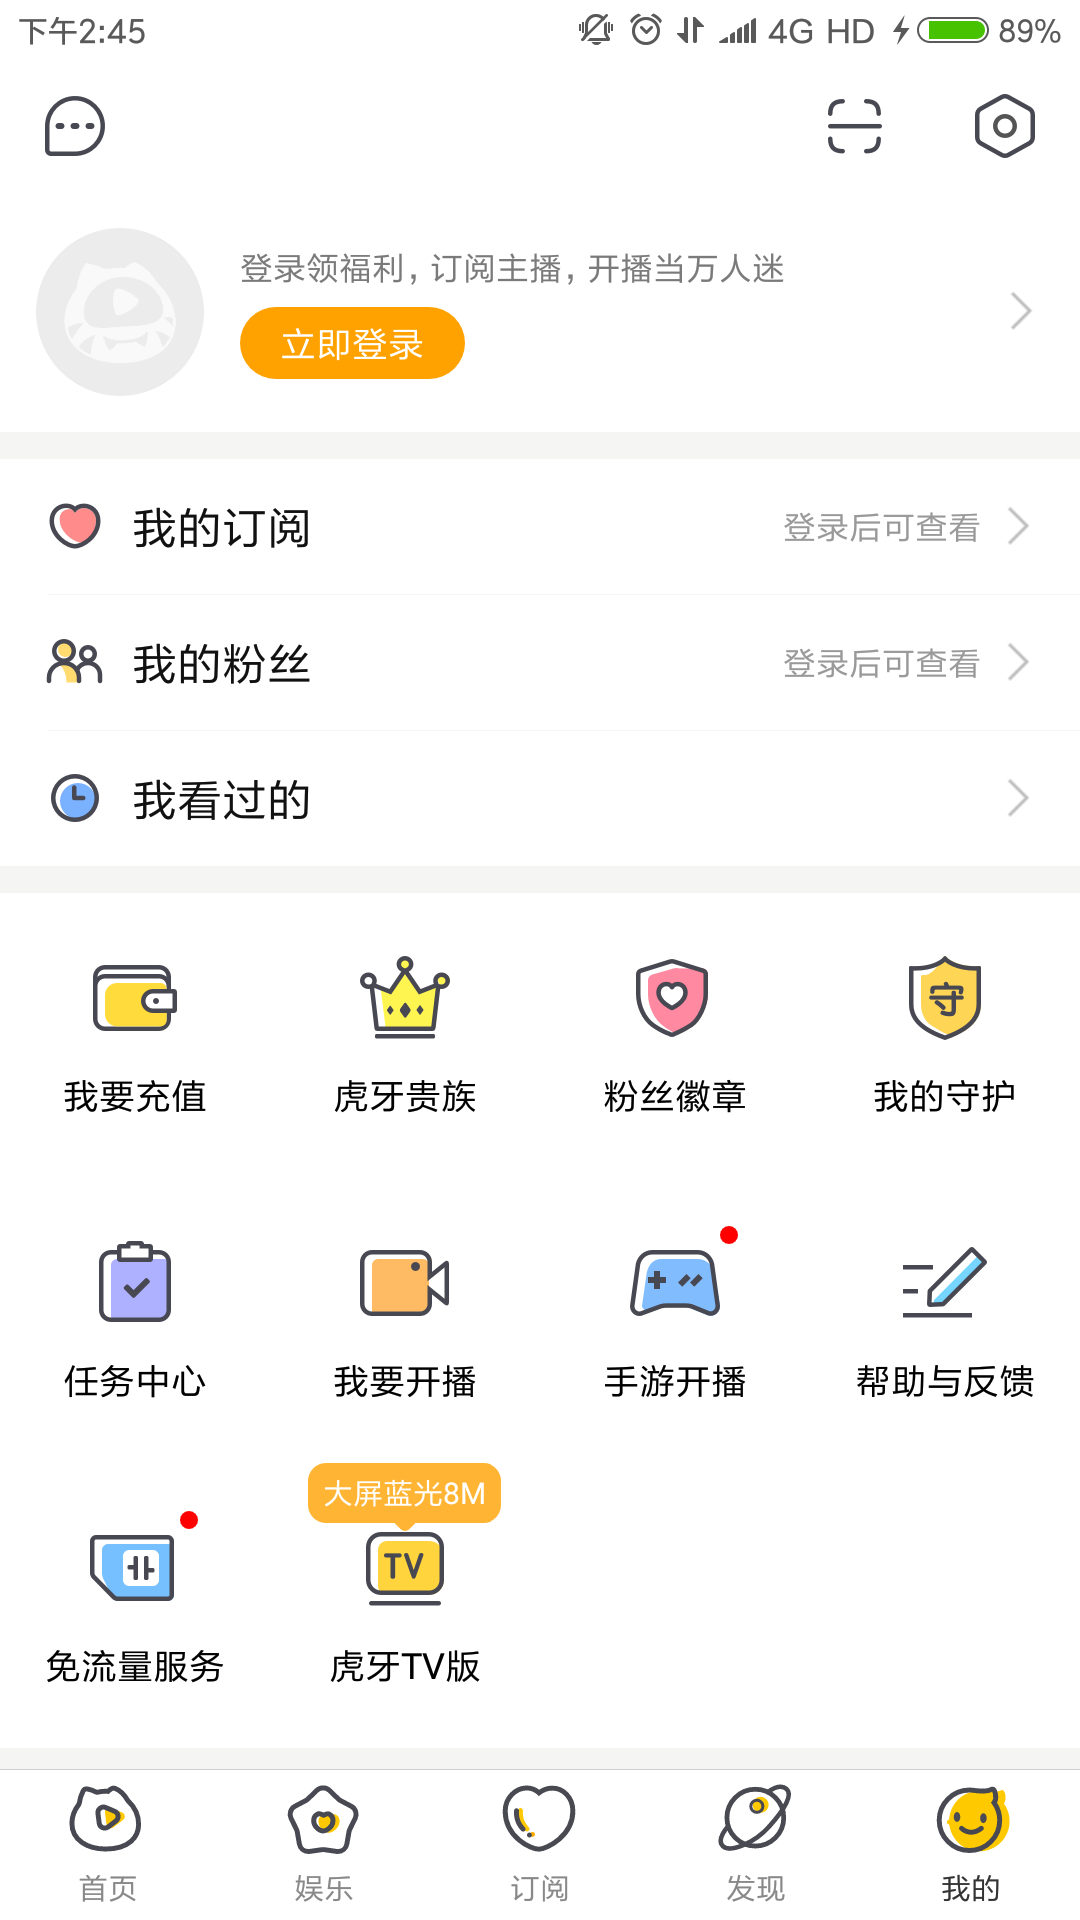 下午2:45 4G HD 89%
登录领福利，订阅主播，开播当万人迷
立即登录
我的订阅 登录后可查看
我的粉丝 登录后可查看
我看过的
我要充值 虎牙贵族 粉丝徽章 守 我的守护
任务中心 我要开播 手游开播 帮助与反馈
大屏蓝光8M
TV
免流量服务 虎牙TV版
首页 娱乐 订阅 发现 我的